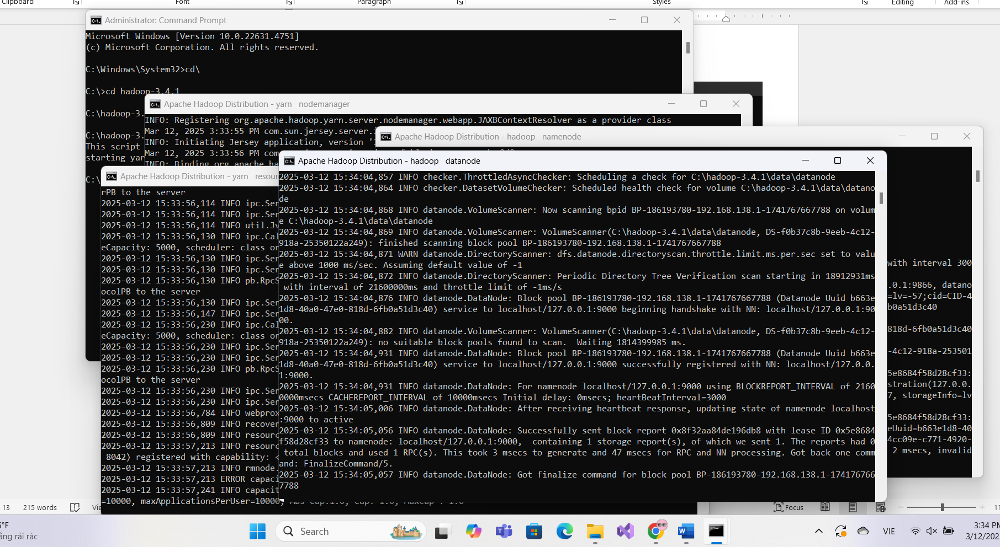 Clipboard
Font
Paragraph
Styles
Editing
Add-ins
Administrator: Command Prompt
Microsoft Windows [Version 10.0.22631.4751]
(c) Microsoft Corporation. All rights reserved.
C:\Windows\System32>cd\
C:\>cd hadoop-3.4.1
C:\hadoop-3.
C:\hadoop-3.
This script
starting yar
C:\
Apache Hadoop Distribution - yarn   nodemanager
INFO: Registering org.apache.hadoop.yarn.server.nodemanager.webapp.JAXBContextResolver as a provider class
Mar 12, 2025 3:33:55 PM com.sun.jersey.server.i
INFO: Initiating Jersey application, version '
Mar 12, 2025 3:33:56 PM com
INFO: Binding org.apache.ha
Apache Hadoop Distribution - hadoop   namenode
with interval 300
.0.1:9866, datano
=lv=-57;cid=CID-4
b0a51d3c40
818d-6fb0a51d3c40
-4c12-918a-253501
5e8684f58d28cf33:
stration(127.0.0.
7, storageInfo=lv
5e8684f58d28cf33:
eUuid=b663e1d8-40
4cc09e-c771-4920-
2 msecs, invalid
Apache Hadoop Distribution - yarn   resour
rPB to the server
2025-03-12 15:33:56,114 INFO ipc.Ser
2025-03-12 15:33:56,114 INFO ipc.Ser
2025-03-12 15:33:56,114 INFO util.Jv
2025-03-12 15:33:56,130 INFO ipc.Cal
eCapacity: 5000, scheduler: class or
2025-03-12 15:33:56,130 INFO ipc.Ser
2025-03-12 15:33:56,130 INFO ipc.Ser
2025-03-12 15:33:56,130 INFO pb.RpcS
ocolPB to the server
2025-03-12 15:33:56,130 INFO ipc.Ser
2025-03-12 15:33:56,147 INFO ipc.Ser
2025-03-12 15:33:56,230 INFO ipc.Cal
eCapacity: 5000, scheduler: class or
2025-03-12 15:33:56,230 INFO ipc.Ser
2025-03-12 15:33:56,230 INFO ipc.Ser
2025-03-12 15:33:56,230 INFO pb.RpcS
ocolPB to the server
2025-03-12 15:33:56,230 INFO ipc.Ser
2025-03-12 15:33:56,230 INFO ipc.Ser
2025-03-12 15:33:56,784 INFO webprox
2025-03-12 15:33:56,809 INFO recover
2025-03-12 15:33:56,809 INFO resourc
2025-03-12 15:33:57,213 INFO resourc
8042) registered with capability: <
2025-03-12 15:33:57,213 INFO rmnode.
2025-03-12 15:33:57,213 ERROR capaci
2025-03-12 15:33:57,241 INFO capacit
=10000, maxApplicationsPerUser=10000,
Apache Hadoop Distribution - hadoop   datanode
2025-03-12 15:34:04,857 INFO checker.ThrottledAsyncChecker: Scheduling a check for C:\hadoop-3.4.1\data\datanode
2025-03-12 15:34:04,864 INFO checker.DatasetVolumeChecker: Scheduled health check for volume C:\hadoop-3.4.1\data\datano
de
2025-03-12 15:34:04,868 INFO datanode.VolumeScanner: Now scanning bpid BP-186193780-192.168.138.1-1741767667788 on volum
e C:\hadoop-3.4.1\data\datanode
2025-03-12 15:34:04,869 INFO datanode.VolumeScanner: VolumeScanner(C:\hadoop-3.4.1\data\datanode, DS-f0b37c8b-9eeb-4c12-
918a-25350122a249): finished scanning block pool BP-186193780-192.168.138.1-1741767667788
2025-03-12 15:34:04,871 WARN datanode.DirectoryScanner: dfs.datanode.directoryscan.throttle.limit.ms.per.sec set to valu
e above 1000 ms/sec. Assuming default value of -1
2025-03-12 15:34:04,872 INFO datanode.DirectoryScanner: Periodic Directory Tree Verification scan starting in 18912931ms
with interval of 21600000ms and throttle limit of -1ms/s
2025-03-12 15:34:04,876 INFO datanode.DataNode: Block pool BP-186193780-192.168.138.1-1741767667788 (Datanode Uuid b663e
1d8-40a0-47e0-818d-6fb0a51d3c40) service to localhost/127.0.0.1:9000 beginning handshake with NN: localhost/127.0.0.1:90
00.
2025-03-12 15:34:04,882 INFO datanode.VolumeScanner: VolumeScanner(C:\hadoop-3.4.1\data\datanode, DS-f0b37c8b-9eeb-4c12-
918a-25350122a249): no suitable block pools found to scan.  Waiting 1814399985 ms.
2025-03-12 15:34:04,931 INFO datanode.DataNode: Block pool BP-186193780-192.168.138.1-1741767667788 (Datanode Uuid b663e
1d8-40a0-47e0-818d-6fb0a51d3c40) service to localhost/127.0.0.1:9000 successfully registered with NN: localhost/127.0.0.
1:9000.
2025-03-12 15:34:04,931 INFO datanode.DataNode: For namenode localhost/127.0.0.1:9000 using BLOCKREPORT_INTERVAL of 2160
0000msecs CACHEREPORT_INTERVAL of 10000msecs Initial delay: 0msecs; heartBeatInterval=3000
2025-03-12 15:34:05,006 INFO datanode.DataNode: After receiving heartbeat response, updating state of namenode localhost
:9000 to active
2025-03-12 15:34:05,056 INFO datanode.DataNode: Successfully sent block report 0x8f32aa84de196db8 with lease ID 0x5e8684
f58d28cf33 to namenode: localhost/127.0.0.1:9000,  containing 1 storage report(s), of which we sent 1. The reports had 0
total blocks and used 1 RPC(s). This took 3 msecs to generate and 47 msecs for RPC and NN processing. Got back one comm
and: FinalizeCommand/5.
2025-03-12 15:34:05,057 INFO datanode.DataNode: Got finalize command for block pool BP-186193780-192.168.138.1-174176766
7788
13
215 words
Vie
Focus
11
5°F
ắng rải rác
Search
VIE
3:34 PM
3/12/202